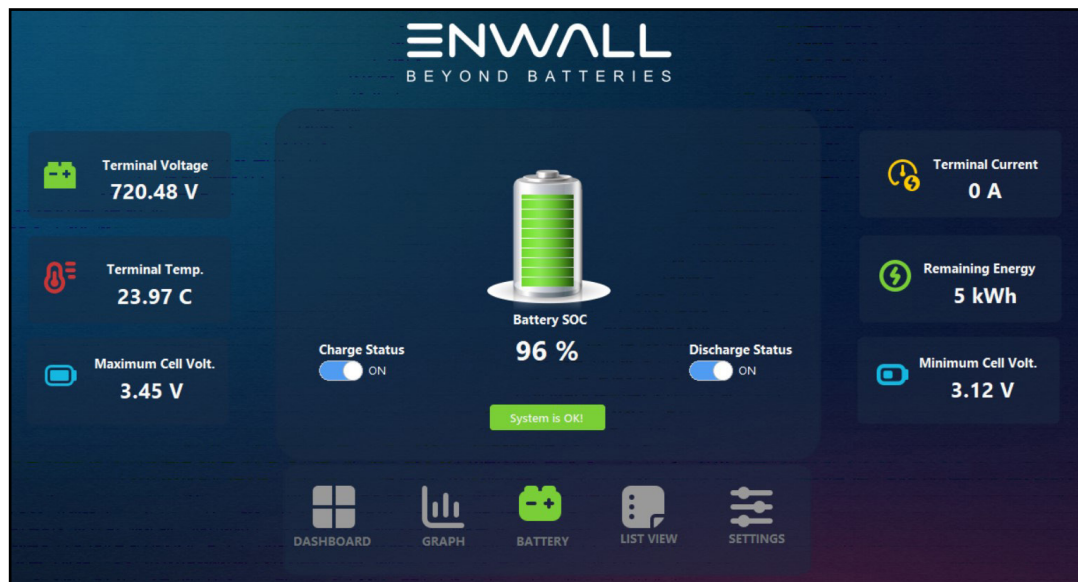 ENWALL
BEYOND BATTERIES
Terminal Voltage
720.48 V
Terminal Temp.
23.97 C
Maximum Cell Volt.
3.45 V
Battery SOC
96 %
Charge Status
ON
Discharge Status
ON
System is OK!
Terminal Current
0 A
Remaining Energy
5 kWh
Minimum Cell Volt.
3.12 V
DASHBOARD
GRAPH
BATTERY
LIST VIEW
SETTINGS